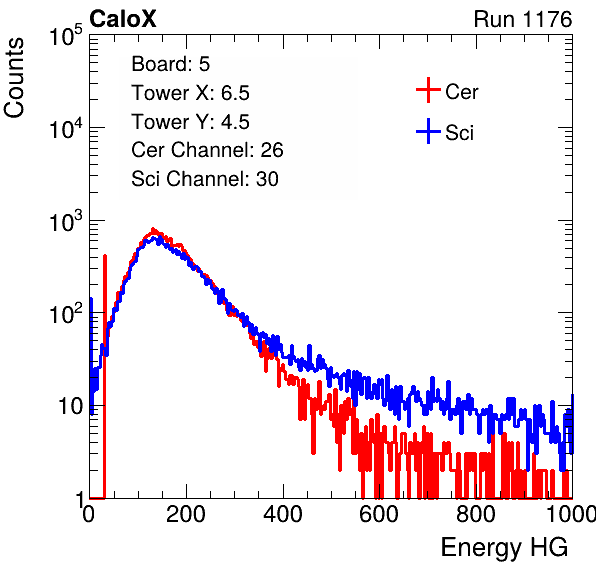 CaloX Run 1176
Counts
10^5
10^4
10^3
10^2
10
1
Board: 5
Tower X: 6.5
Tower Y: 4.5
Cer Channel: 26
Sci Channel: 30
Cer
Sci
0 200 400 600 800 1000
Energy HG